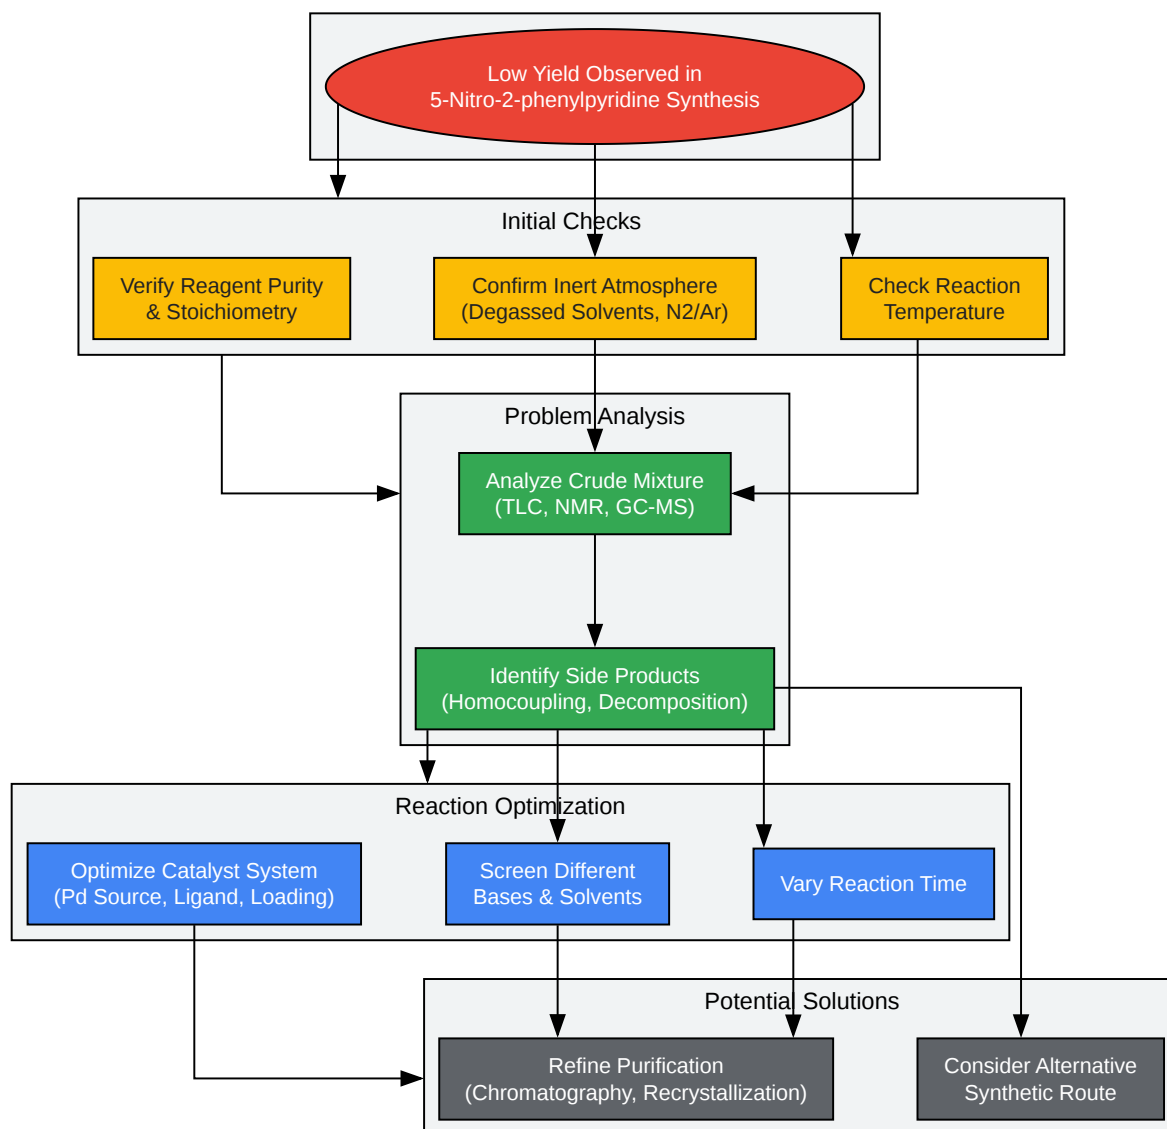 Low Yield Observed in
5-Nitro-2-phenylpyridine Synthesis
Initial Checks
Verify Reagent Purity
& Stoichiometry
Confirm Inert Atmosphere
(Degassed Solvents, N2/Ar)
Check Reaction
Temperature
Problem Analysis
Analyze Crude Mixture
(TLC, NMR, GC-MS)
Identify Side Products
(Homocoupling, Decomposition)
Reaction Optimization
Optimize Catalyst System
(Pd Source, Ligand, Loading)
Screen Different
Bases & Solvents
Vary Reaction Time
Potential Solutions
Refine Purification
(Chromatography, Recrystallization)
Consider Alternative
Synthetic Route